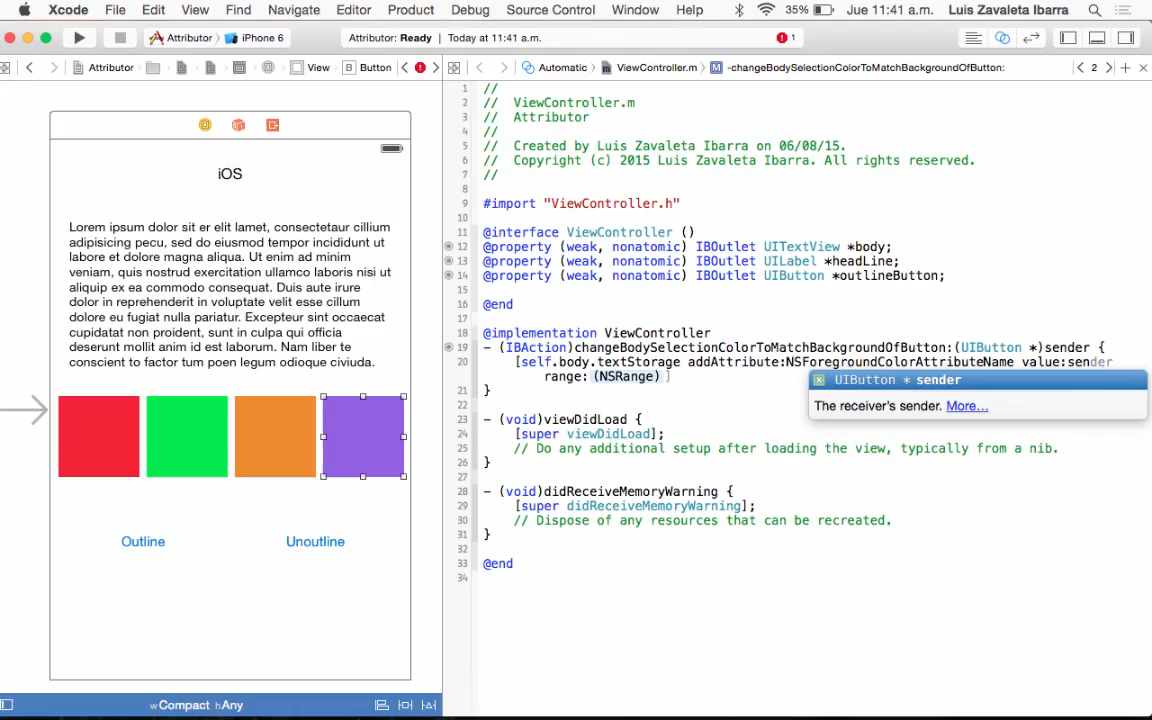 Xcode File Edit View Find Navigate Editor Product Debug Source Control Window Help 35% Jue 11:41 a.m. Luis Zavaleta Ibarra
Attributor iPhone 6 Attributor: Ready Today at 11:41 a.m. 1
Attributor View B Button Automatic ViewController.m M -changeBodySelectionColorToMatchBackgroundOfButton: 2
iOS
Lorem ipsum dolor sit er elit lamet, consectetaur cillium
adipisicing pecu, sed do eiusmod tempor incididunt ut
labore et dolore magna aliqua. Ut enim ad minim
veniam, quis nostrud exercitation ullamco laboris nisi ut
aliquip ex ea commodo consequat. Duis aute irure
dolor in reprehenderit in voluptate velit esse cillum
dolore eu fugiat nulla pariatur. Excepteur sint occaecat
cupidatat non proident, sunt in culpa qui officia
deserunt mollit anim id est laborum. Nam liber te
conscient to factor tum poen legum odioque civiuda.
Outline Unoutline
wCompact hAny
1 //
2 // ViewController.m
3 // Attributor
4 //
5 // Created by Luis Zavaleta Ibarra on 06/08/15.
6 // Copyright (c) 2015 Luis Zavaleta Ibarra. All rights reserved.
7 //
8
9 #import "ViewController.h"
10
11 @interface ViewController ()
12 @property (weak, nonatomic) IBOutlet UITextView *body;
13 @property (weak, nonatomic) IBOutlet UILabel *headLine;
14 @property (weak, nonatomic) IBOutlet UIButton *outlineButton;
15
16 @end
17
18 @implementation ViewController
19 - (IBAction)changeBodySelectionColorToMatchBackgroundOfButton:(UIButton *)sender {
20 [self.body.textStorage addAttribute:NSForegroundColorAttributeName value:sender
range:(NSRange)]
UIButton * sender
The receiver's sender. More...
21 }
22
23 - (void)viewDidLoad {
24 [super viewDidLoad];
25 // Do any additional setup after loading the view, typically from a nib.
26 }
27
28 - (void)didReceiveMemoryWarning {
29 [super didReceiveMemoryWarning];
30 // Dispose of any resources that can be recreated.
31 }
32
33 @end
34